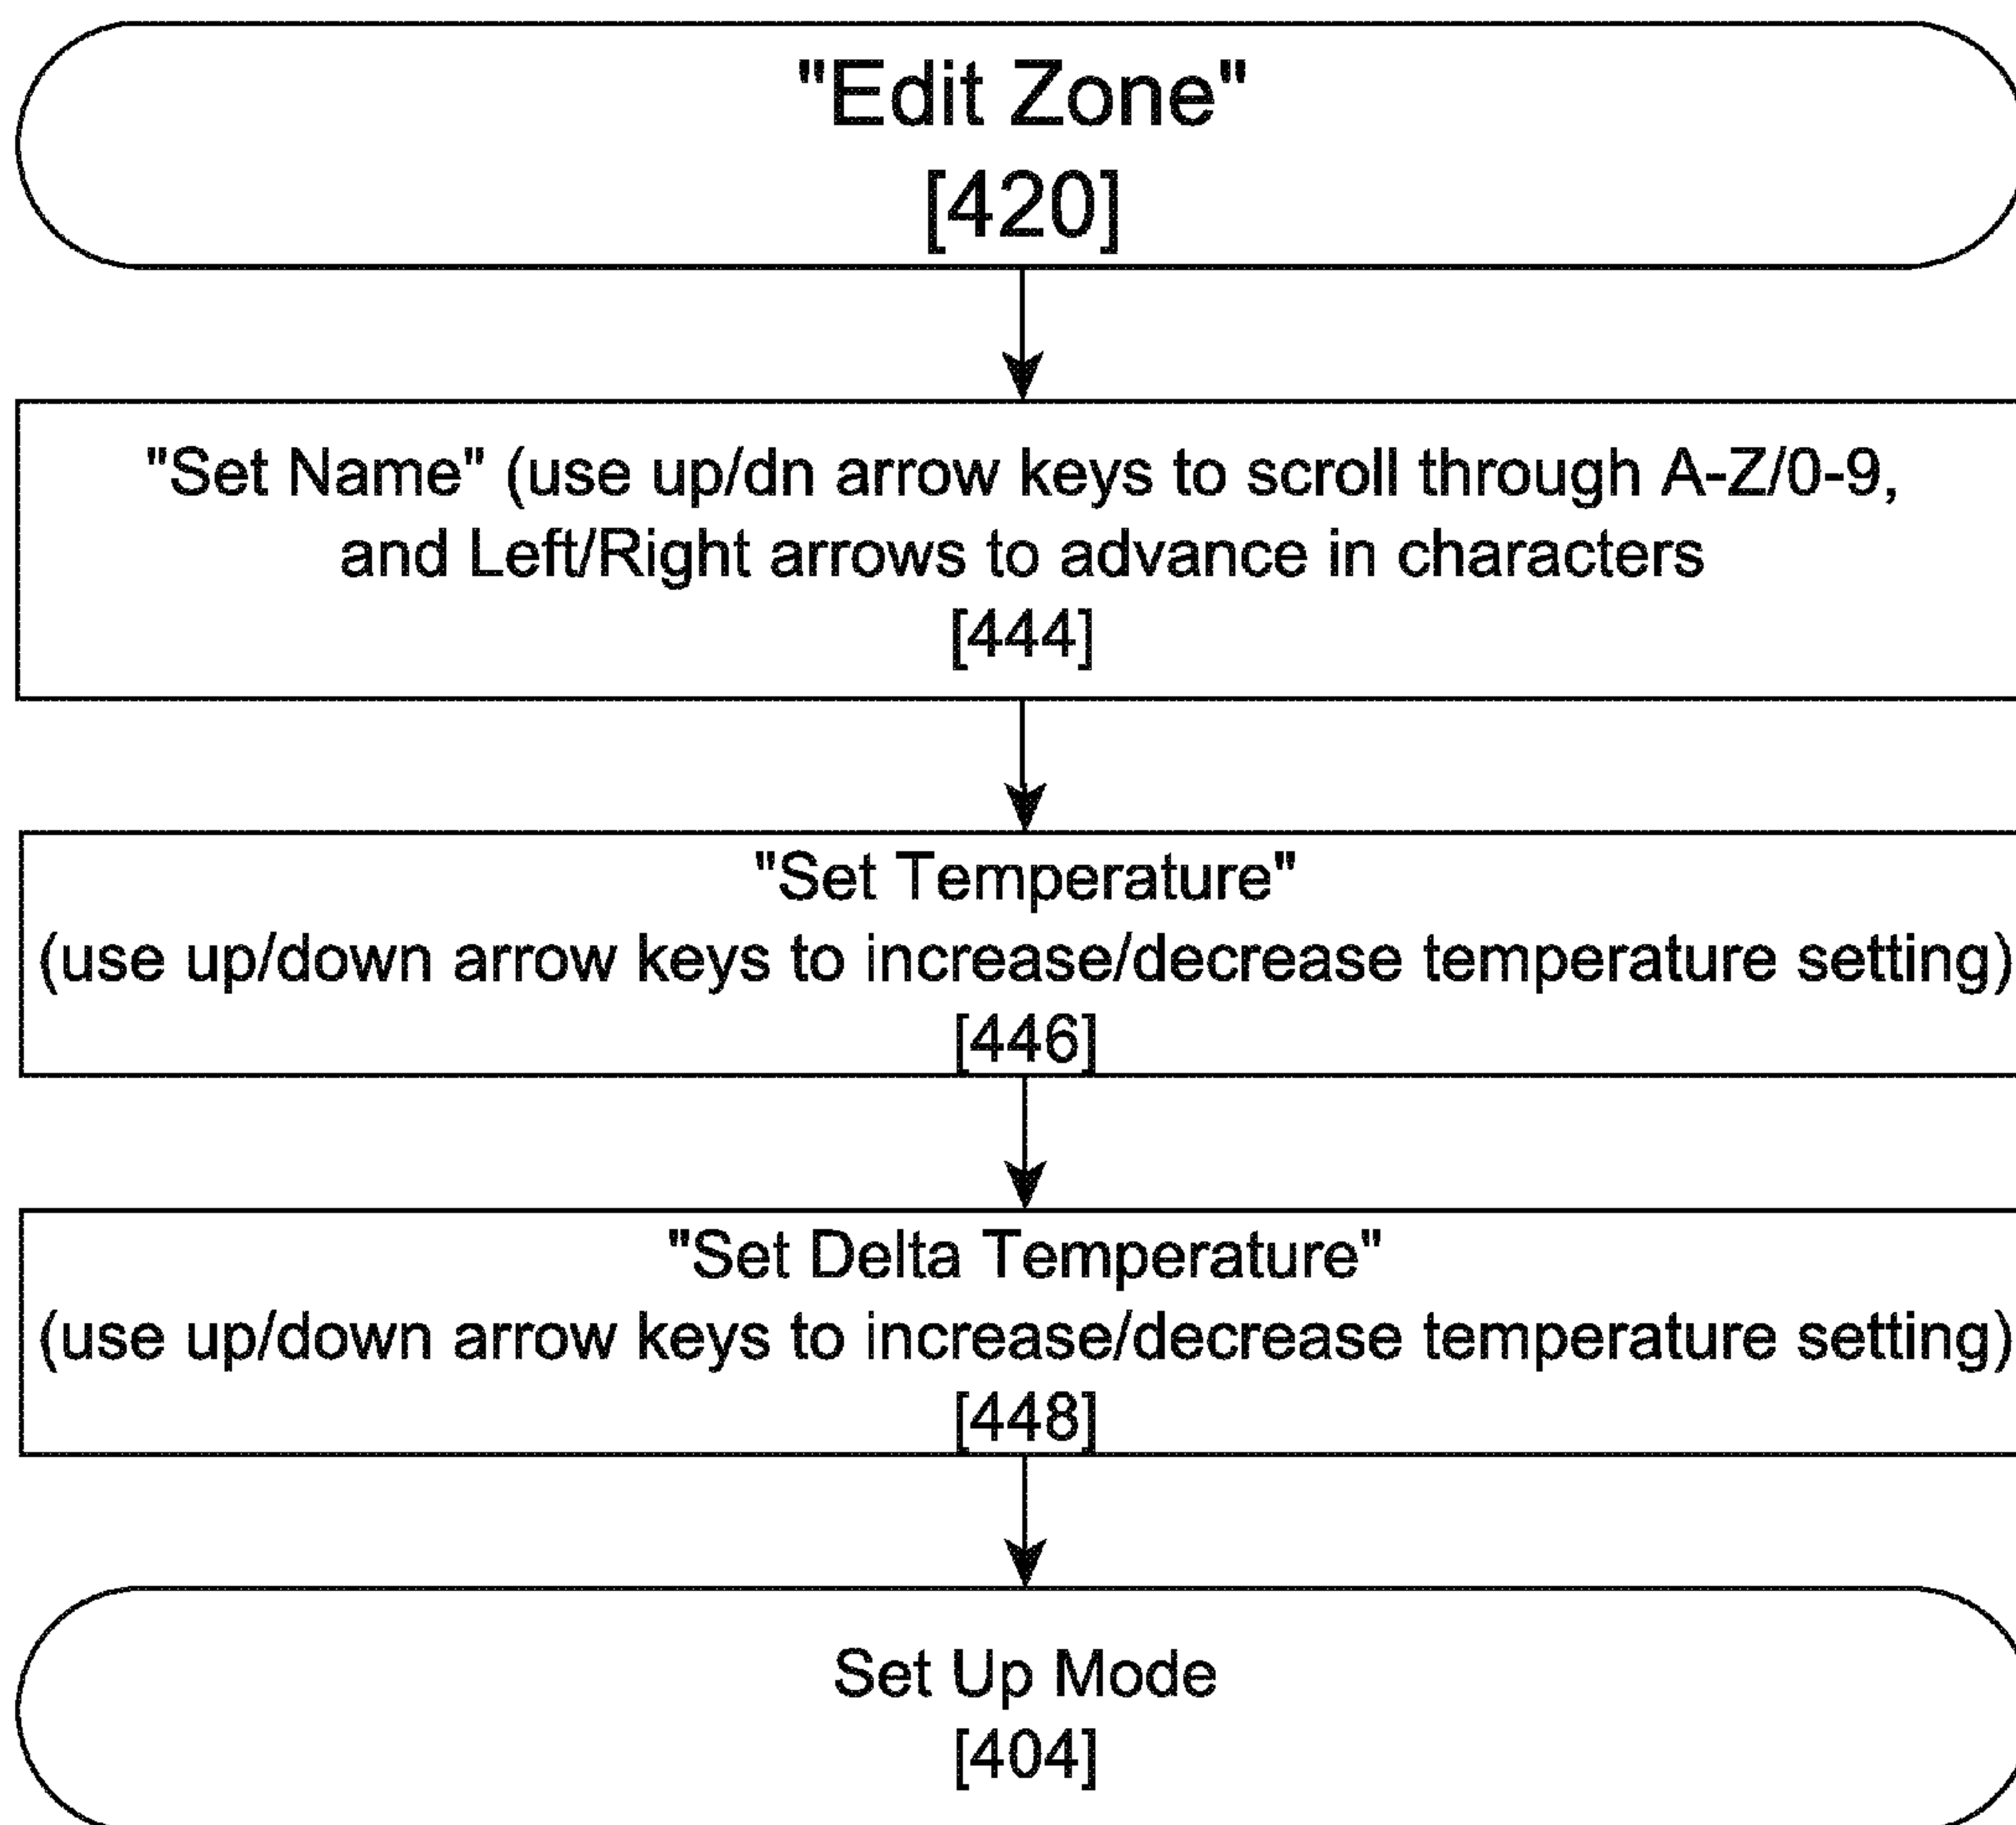 "Edit Zone"
[420]
"Set Name" (use up/dn arrow keys to scroll through A-Z/0-9,
and Left/Right arrows to advance in characters
[444]
"Set Temperature"
(use up/down arrow keys to increase/decrease temperature setting)
[446]
"Set Delta Temperature"
(use up/down arrow keys to increase/decrease temperature setting)
[448]
Set Up Mode
[404]